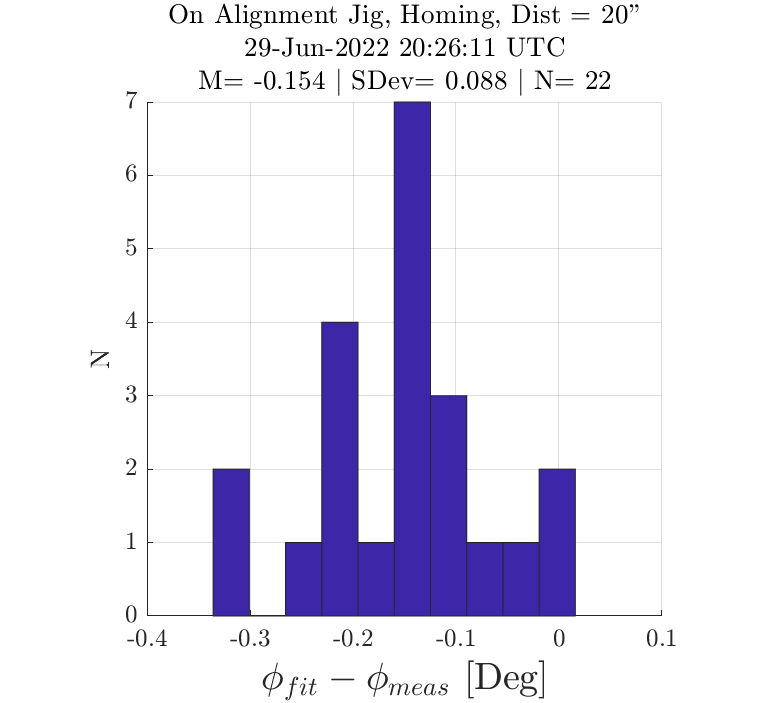 On Alignment Jig, Homing, Dist = 20”
29-Jun-2022 20:26:11 UTC
M= -0.154 | SDev= 0.088 | N= 22
7
6
5
4
3
2
1
0
N
-0.4 -0.3 -0.2 -0.1 0 0.1
ϕ_fit − ϕ_meas [Deg]